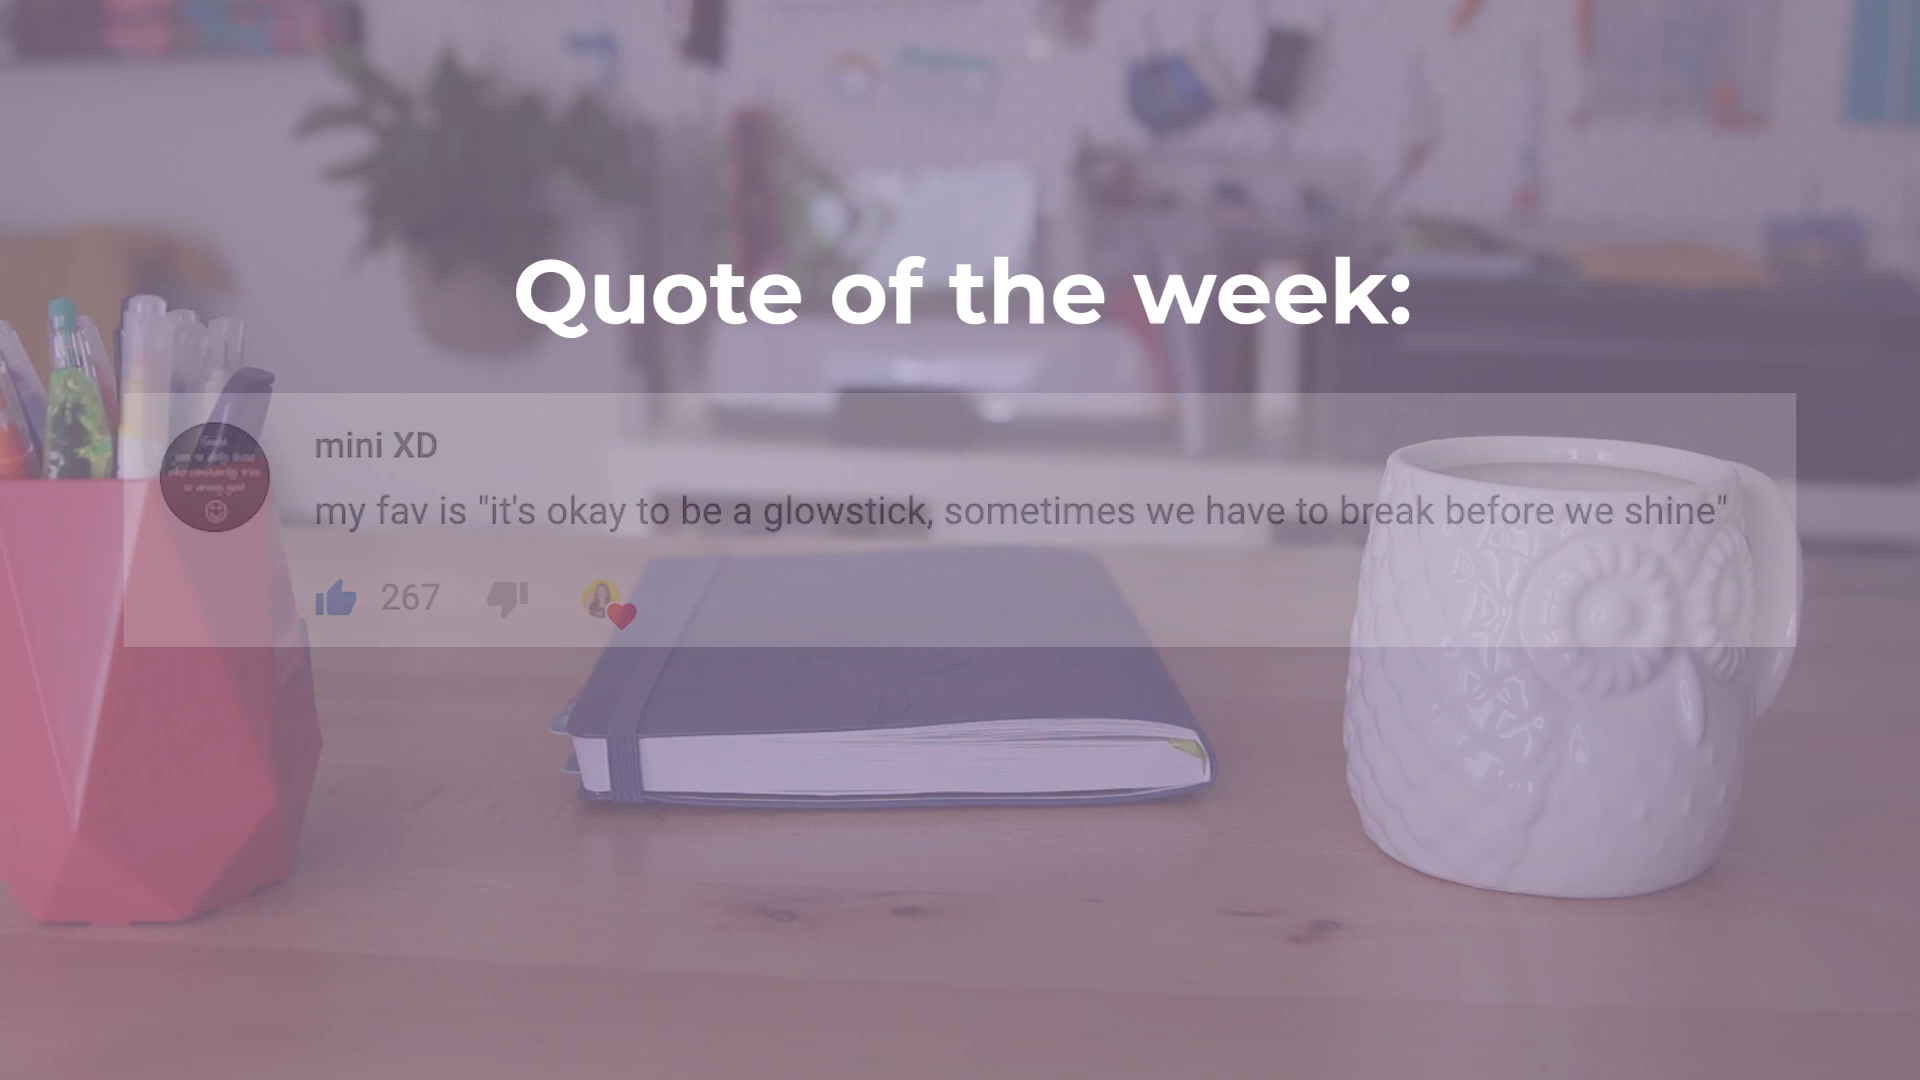 Quote of the week:
mini XD
my fav is "it's okay to be a glowstick, sometimes we have to break before we shine"
267